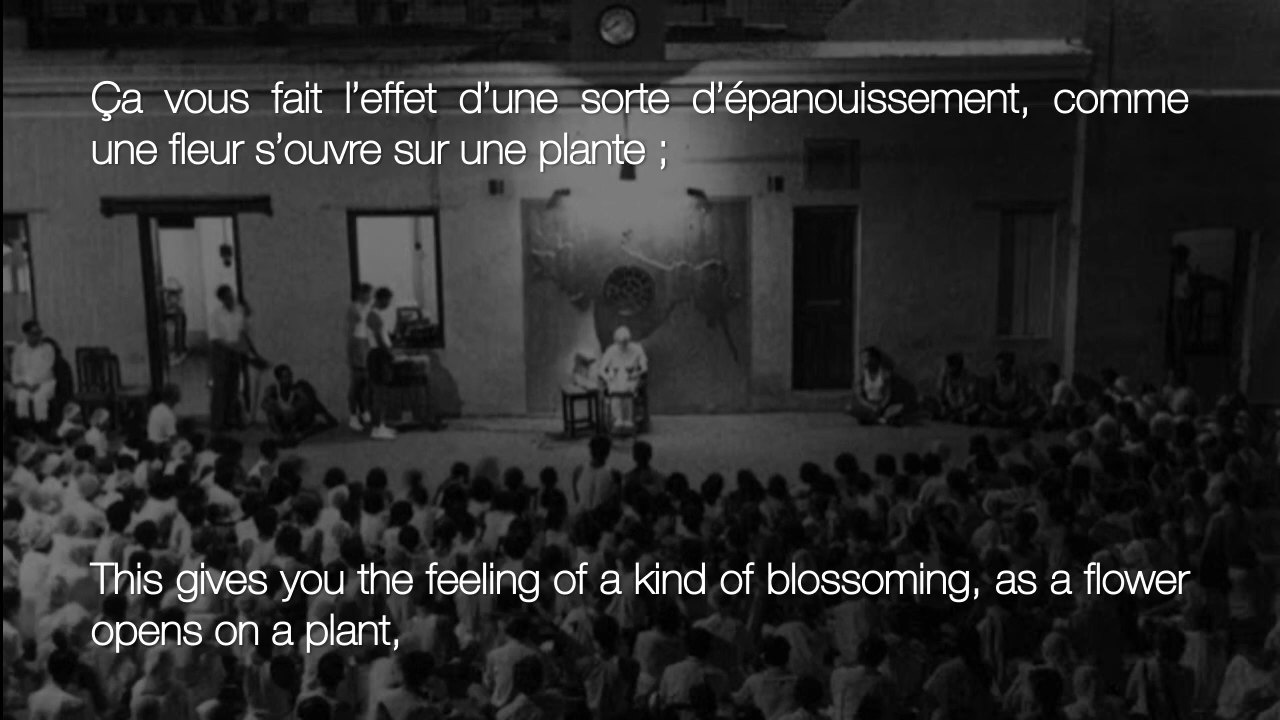 Ça vous fait l’effet d’une sorte d’épanouissement, comme
une fleur s’ouvre sur une plante ;
This gives you the feeling of a kind of blossoming, as a flower
opens on a plant,